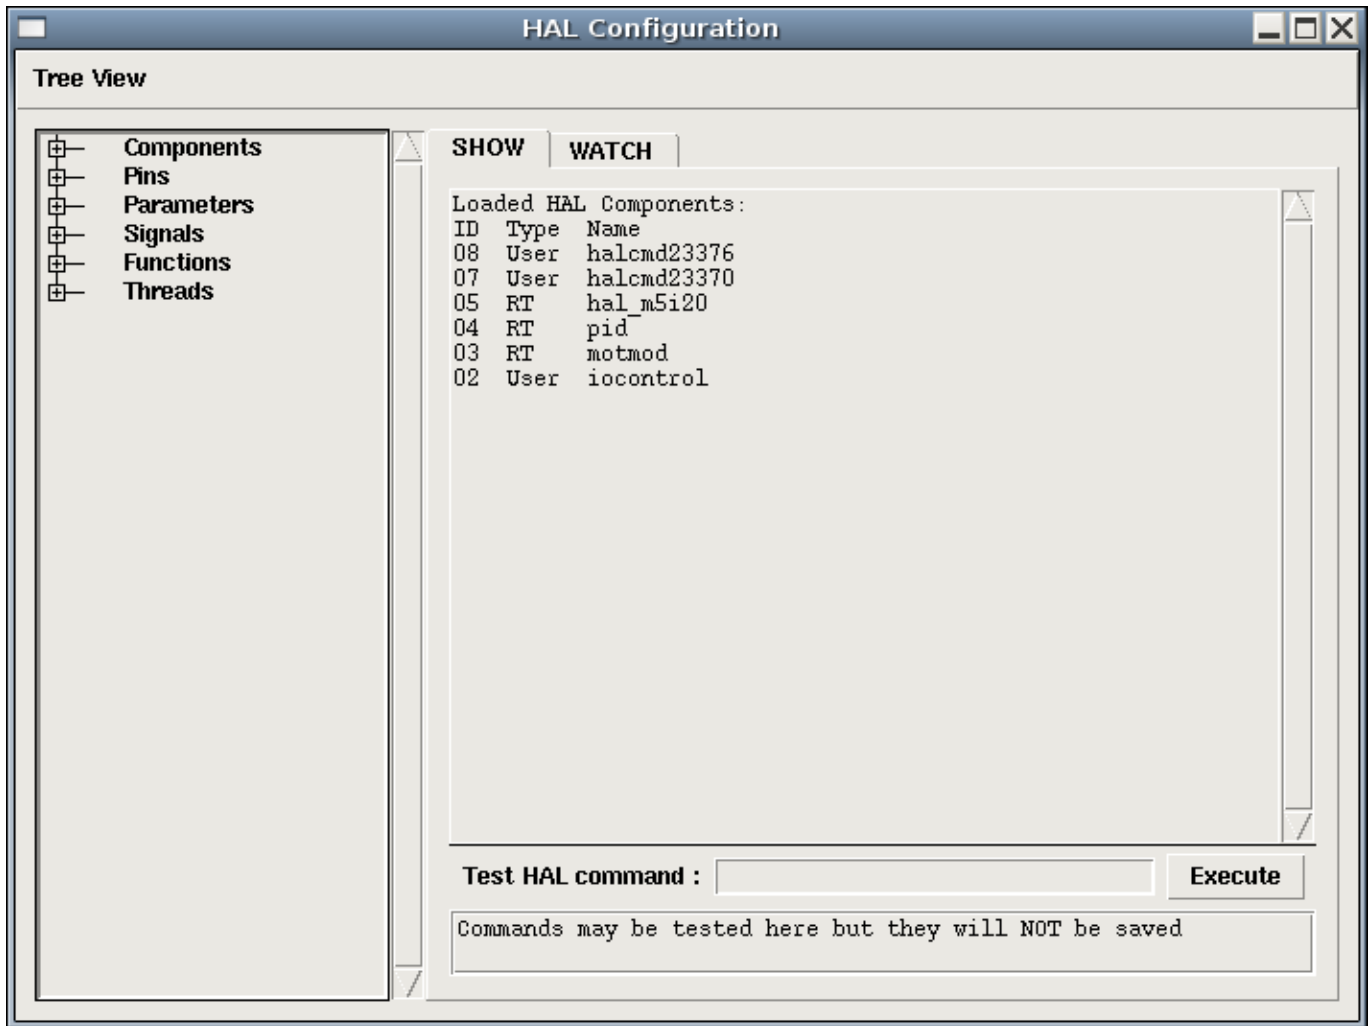 HAL Configuration
Tree View
Components
Pins
Parameters
Signals
Functions
Threads
SHOW
WATCH
Loaded HAL Components:
ID Type Name
08 User halcmd23376
07 User halcmd23370
05 RT hal_m5i20
04 RT pid
03 RT motmod
02 User iocontrol
Test HAL command :
Execute
Commands may be tested here but they will NOT be saved